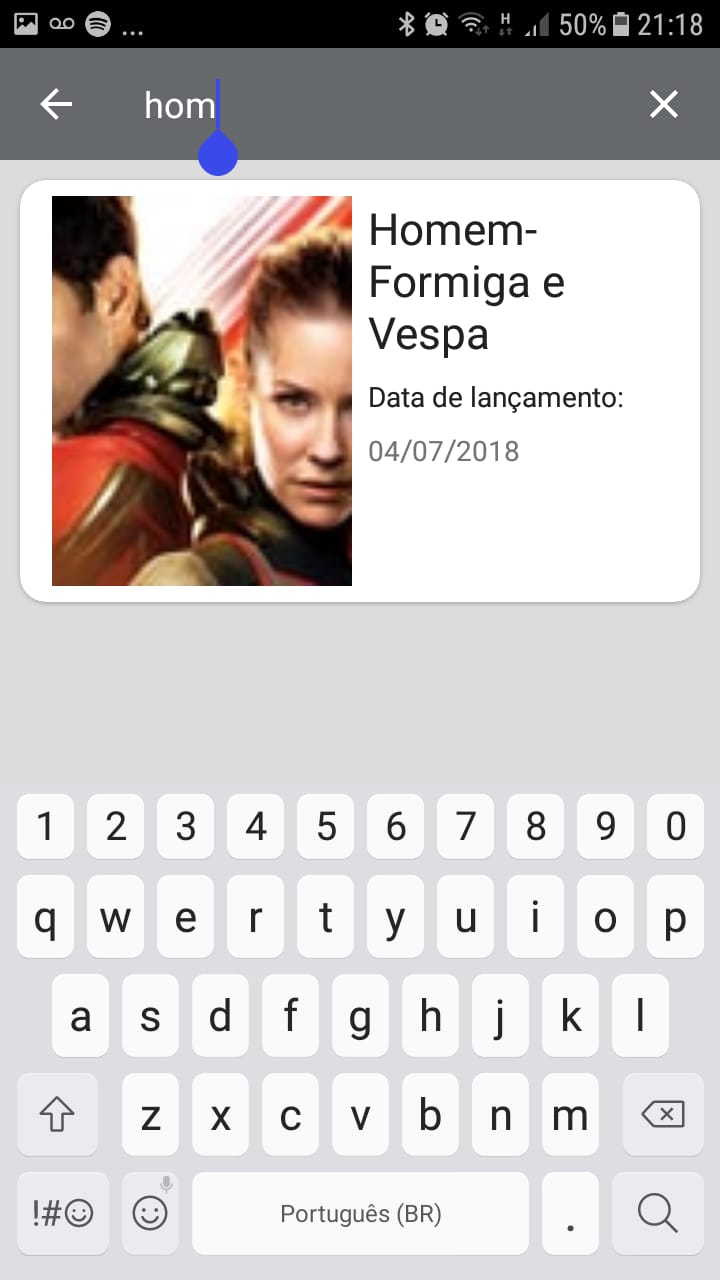 ... H 50% 21:18
hom
Homem-
Formiga e
Vespa
Data de lançamento:
04/07/2018
1 2 3 4 5 6 7 8 9 0
q w e r t y u i o p
a s d f g h j k l
z x c v b n m
!# Português (BR) .